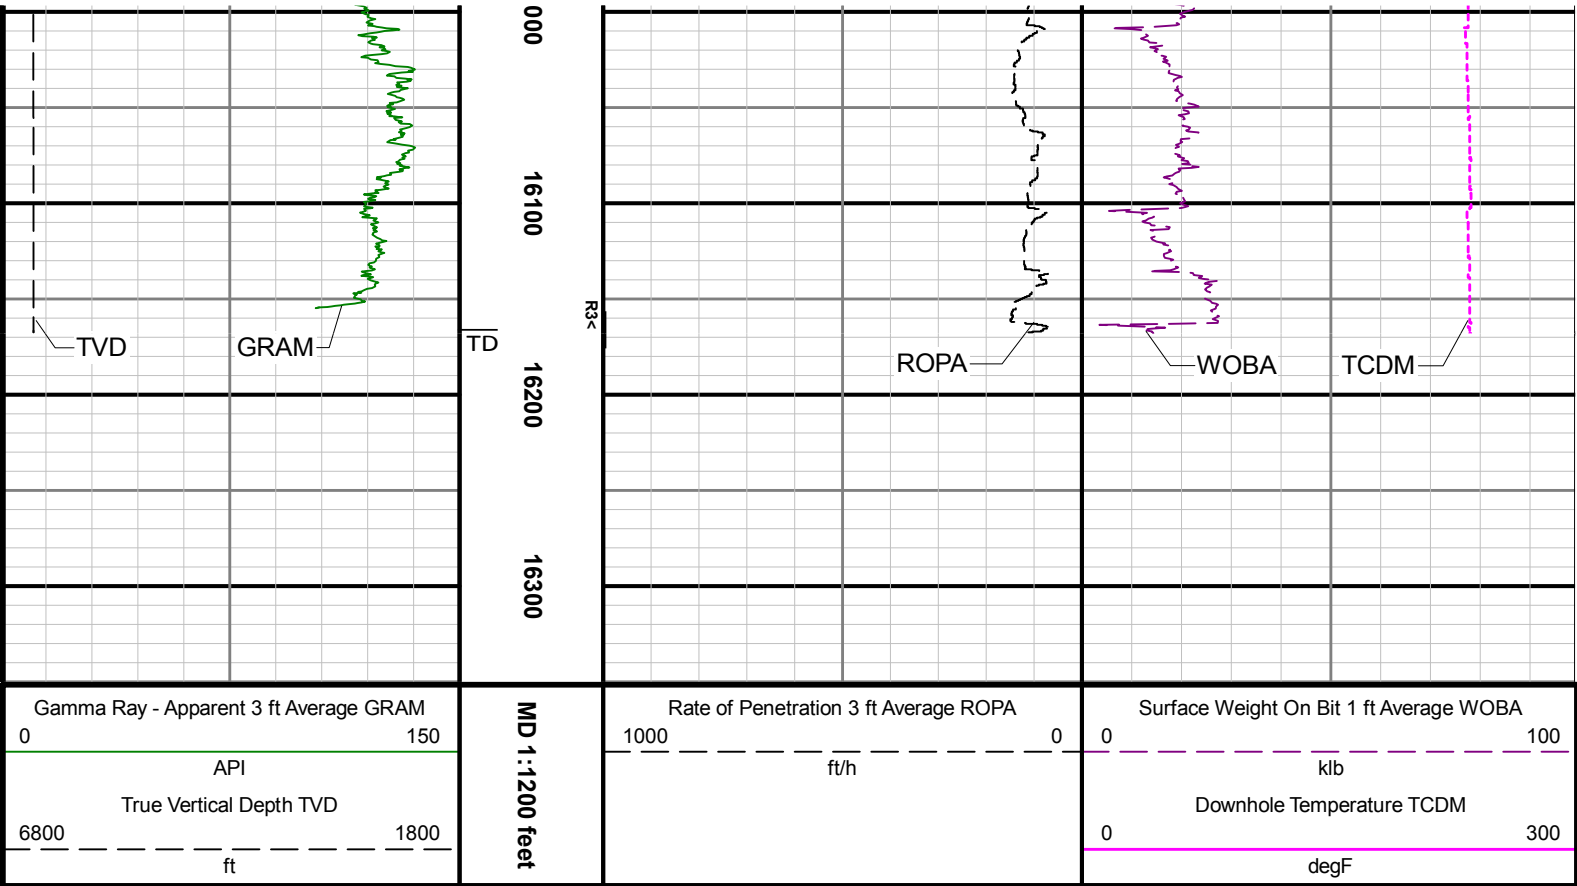 000
16100
R3<
TVD
GRAM
TD
ROPA
WOBA
TCDM
16200
16300
Gamma Ray - Apparent 3 ft Average GRAM
0 150
API
True Vertical Depth TVD
6800 1800
ft
MD 1:1200 feet
Rate of Penetration 3 ft Average ROPA
1000 0
ft/h
Surface Weight On Bit 1 ft Average WOBA
0 100
klb
Downhole Temperature TCDM
0 300
degF